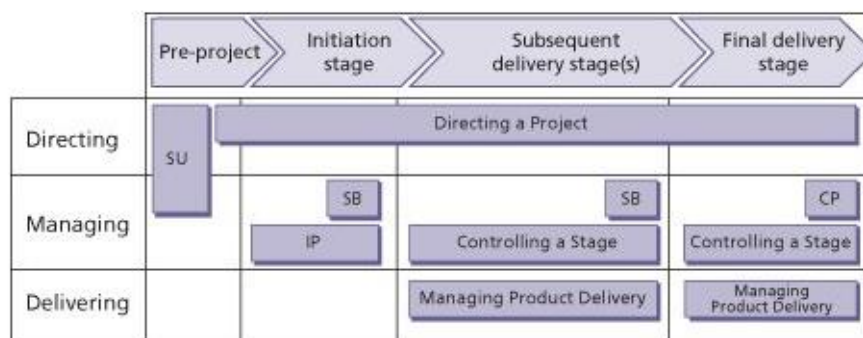 Pre-project
Initiation
stage
Subsequent
delivery stage(s)
Final delivery
stage
Directing
SU
Directing a Project
Managing
SB
SB
CP
IP
Controlling a Stage
Controlling a Stage
Delivering
Managing Product Delivery
Managing
Product Delivery